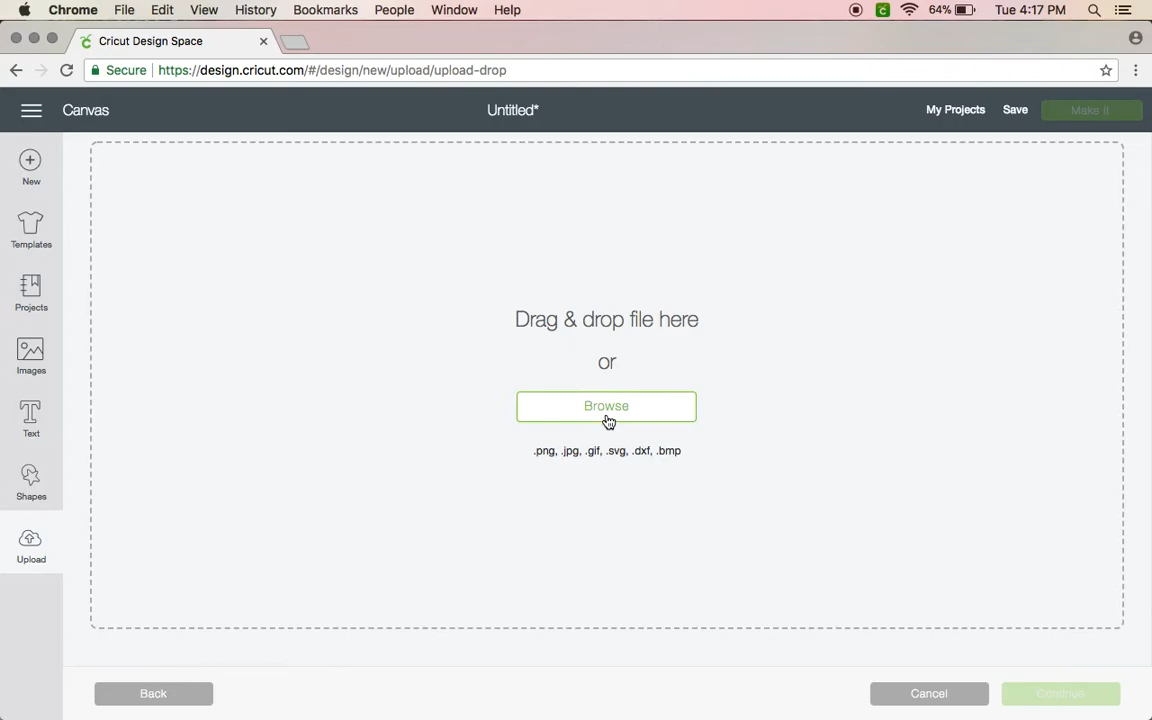 Chrome File Edit View History Bookmarks People Window Help 64% Tue 4:17 PM
Cricut Design Space
Secure https://design.cricut.com/#/design/new/upload/upload-drop
Canvas Untitled* My Projects Save Make It
New
Templates
Projects
Images
Text
Shapes
Upload
Drag & drop file here
or
Browse
.png, .jpg, .gif, .svg, .dxf, .bmp
Back Cancel Continue